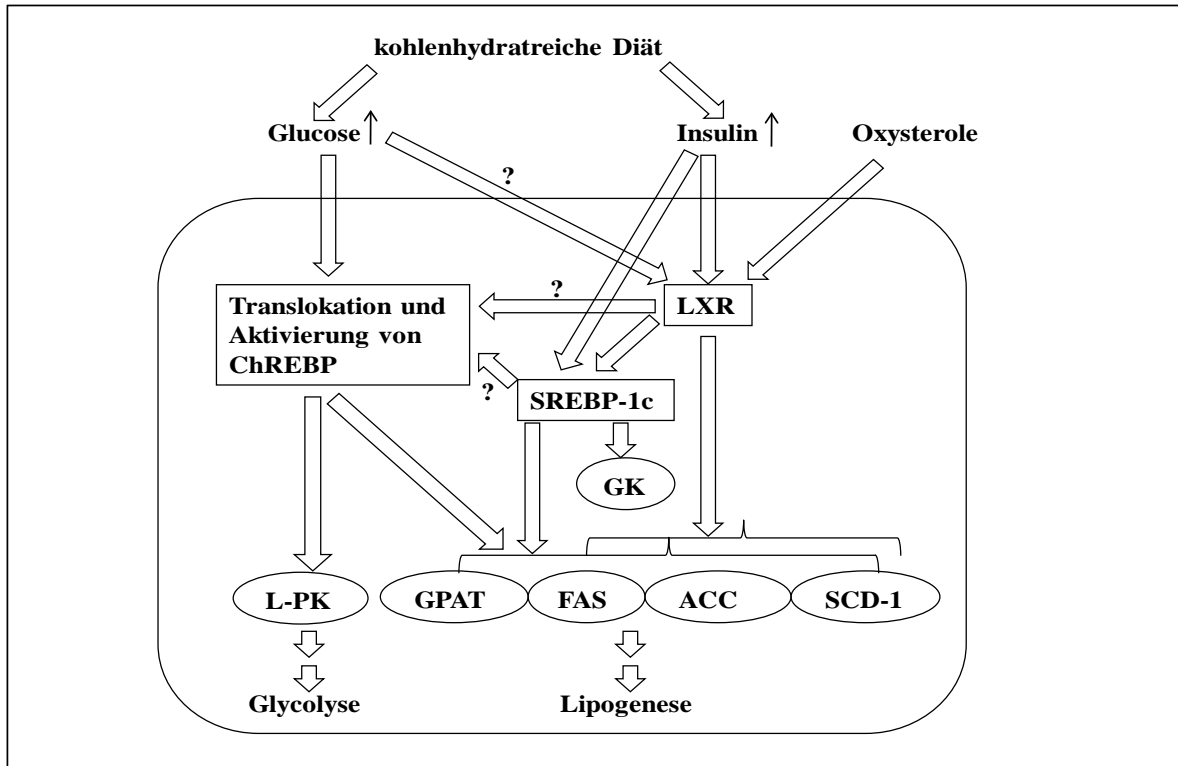 kohlenhydratreiche Diät
Glucose
Insulin
Oxysterole
?
?
Translokation und
Aktivierung von
ChREBP
LXR
?
SREBP-1c
GK
L-PK
GPAT
FAS
ACC
SCD-1
Glycolyse
Lipogenese